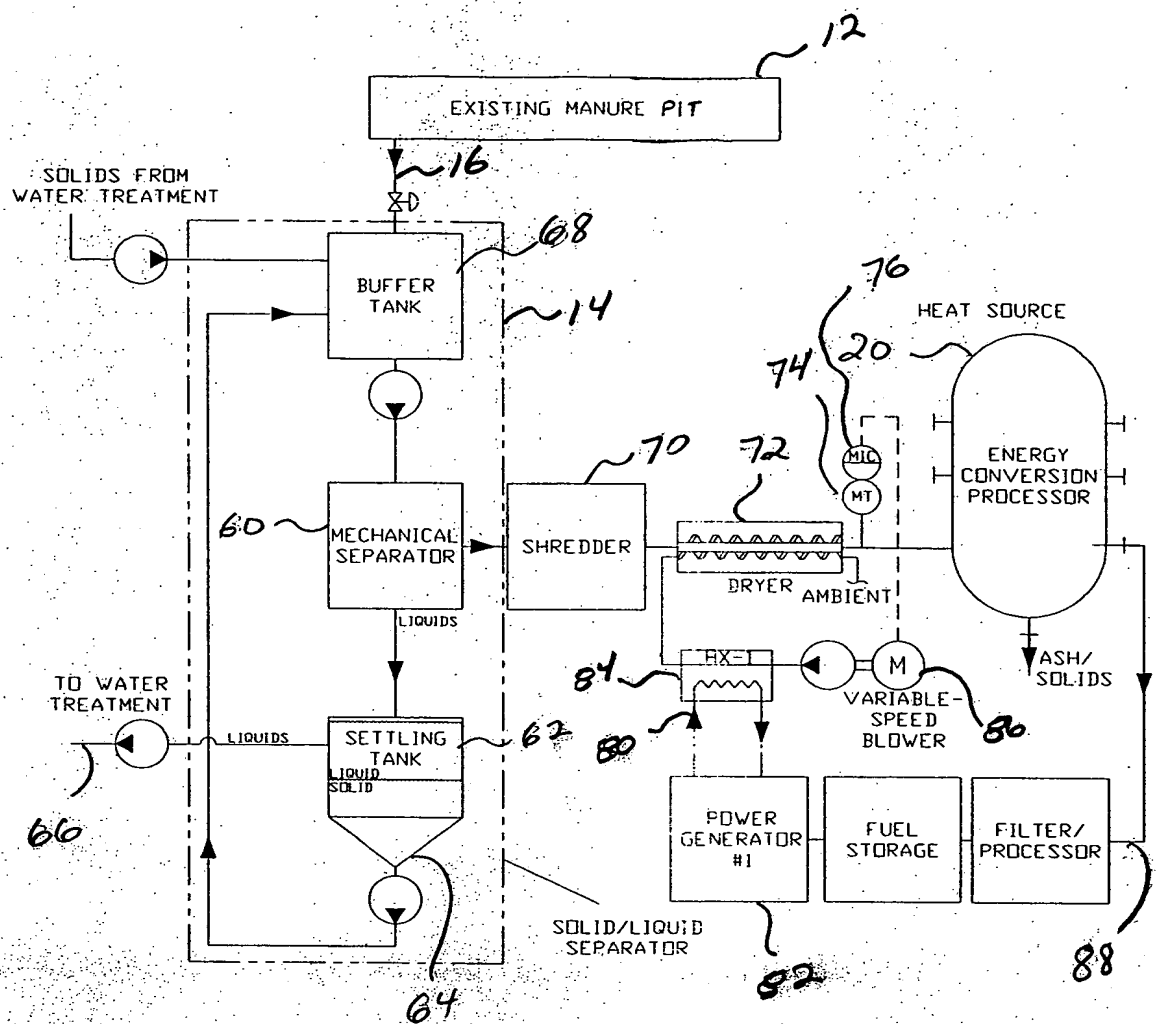 12
EXISTING MANURE PIT
16
SOLIDS FROM
WATER TREATMENT
68
BUFFER
TANK
14
76
HEAT SOURCE
20
74
MIC
MT
70
72
ENERGY
CONVERSION
PROCESSOR
60
MECHANICAL
SEPARATOR
SHREDDER
DRYER
AMBIENT
LIQUIDS
HX-1
84
M
ASH/
SOLIDS
TO WATER
TREATMENT
VARIABLE-
SPEED
BLOWER
86
80
LIQUIDS
SETTLING
TANK
62
LIQUID
SOLID
66
POWER
GENERATOR
#1
FUEL
STORAGE
FILTER/
PROCESSOR
SOLID/LIQUID
SEPARATOR
64
82
88